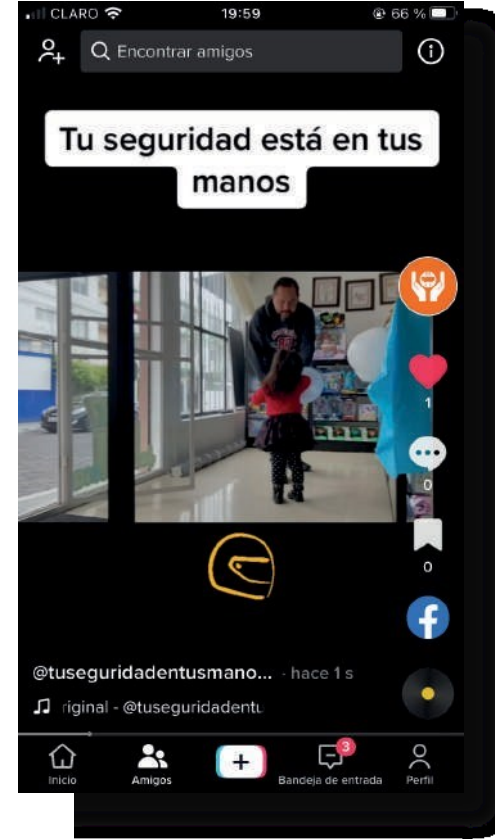 CLARO
19:59
66 %
Encontrar amigos
Tu seguridad está en tus
manos
1
0
0
@tuseguridadentusmano... · hace 1 s
riginal - @tuseguridadentu
3
Inicio
Amigos
Bandeja de entrada
Perfil